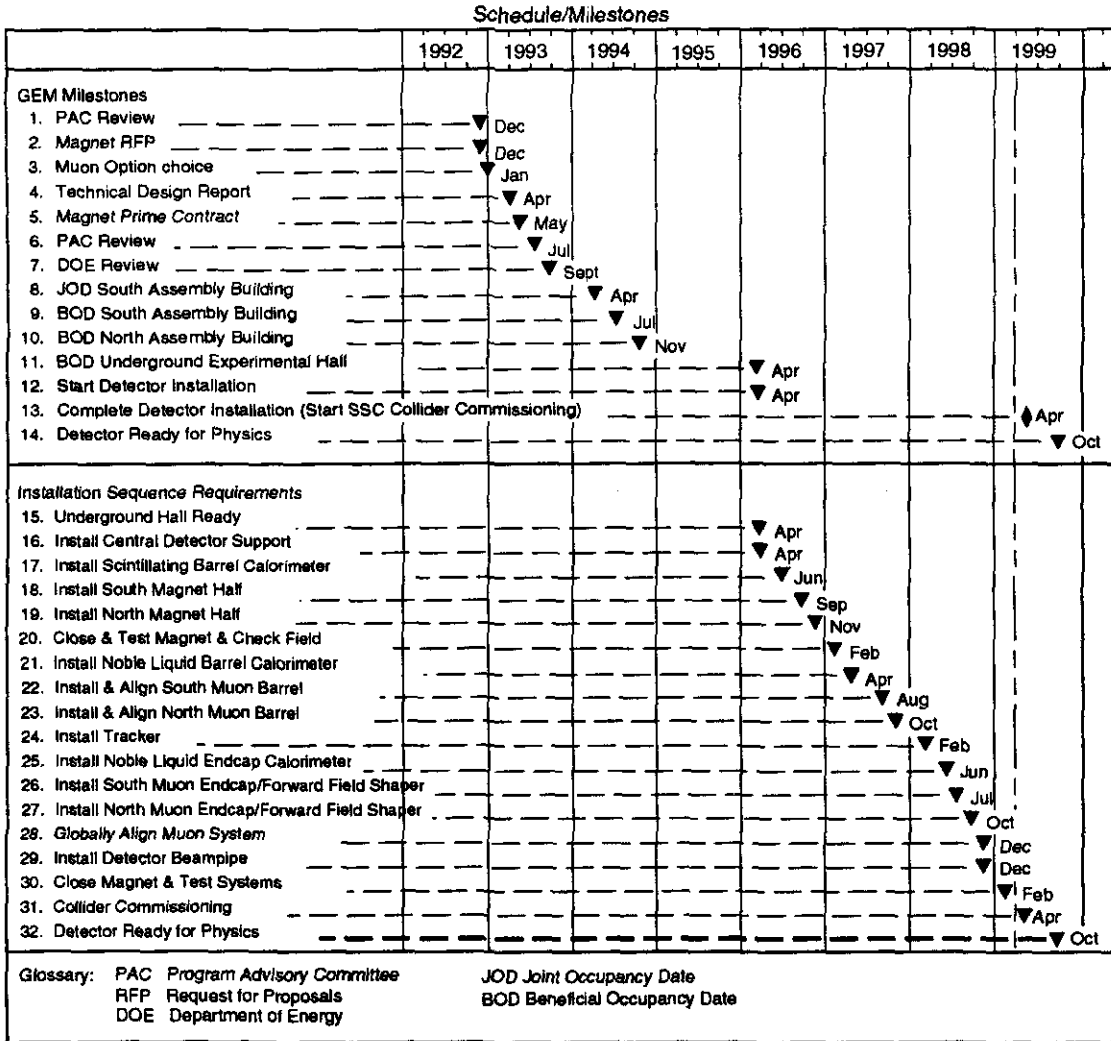 Schedule/Milestones
1992 1993 1994 1995 1996 1997 1998 1999
GEM Milestones
1. PAC Review Dec
2. Magnet RFP Dec
3. Muon Option choice Jan
4. Technical Design Report Apr
5. Magnet Prime Contract May
6. PAC Review Jul
7. DOE Review Sept
8. JOD South Assembly Building Apr
9. BOD South Assembly Building Jul
10. BOD North Assembly Building Nov
11. BOD Underground Experimental Hall Apr
12. Start Detector Installation Apr
13. Complete Detector Installation (Start SSC Collider Commissioning) Apr
14. Detector Ready for Physics Oct
Installation Sequence Requirements
15. Underground Hall Ready Apr
16. Install Central Detector Support Apr
17. Install Scintillating Barrel Calorimeter Jun
18. Install South Magnet Half Sep
19. Install North Magnet Half Nov
20. Close & Test Magnet & Check Field Feb
21. Install Noble Liquid Barrel Calorimeter Apr
22. Install & Align South Muon Barrel Aug
23. Install & Align North Muon Barrel Oct
24. Install Tracker Feb
25. Install Noble Liquid Endcap Calorimeter Jun
26. Install South Muon Endcap/Forward Field Shaper Jul
27. Install North Muon Endcap/Forward Field Shaper Oct
28. Globally Align Muon System Dec
29. Install Detector Beampipe Dec
30. Close Magnet & Test Systems Feb
31. Collider Commissioning Apr
32. Detector Ready for Physics Oct
Glossary: PAC Program Advisory Committee JOD Joint Occupancy Date
RFP Request for Proposals BOD Beneficial Occupancy Date
DOE Department of Energy